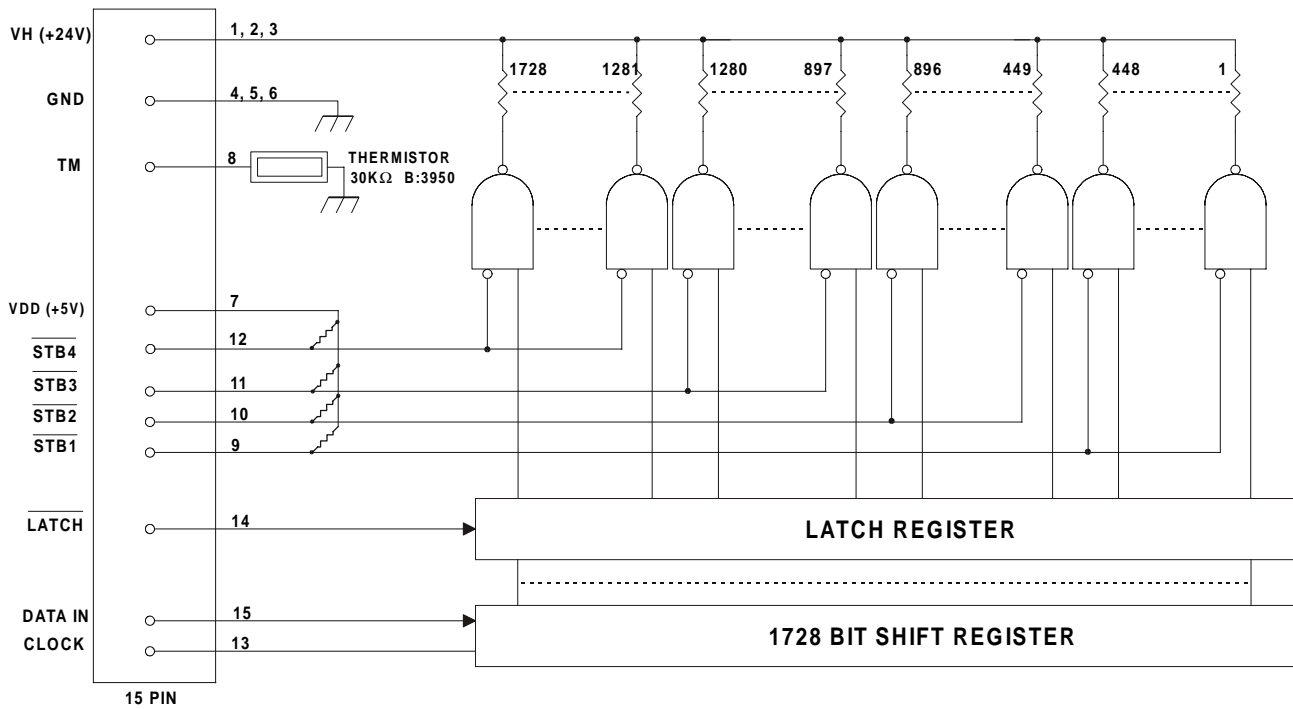 VH (+24V) 1, 2, 3
1728 1281 1280 897 896 449 448 1
GND 4, 5, 6
TM 8 THERMISTOR
30KΩ B:3950
VDD (+5V) 7
STB4 12
STB3 11
STB2 10
STB1 9
LATCH 14 LATCH REGISTER
DATA IN 15
CLOCK 13 1728 BIT SHIFT REGISTER
15 PIN